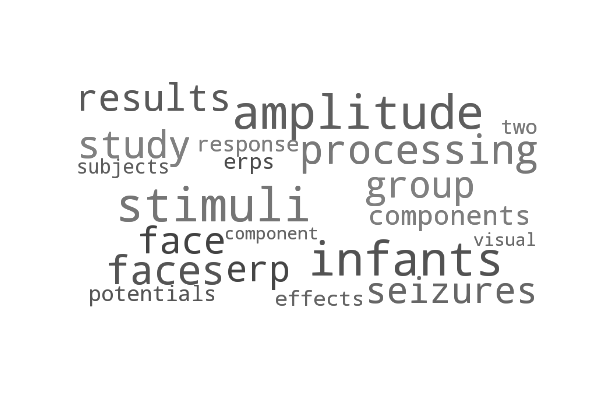 results amplitude two
study response processing
subjects erps
group
stimuli components
face component visual
faces erp infants
potentials effects seizures